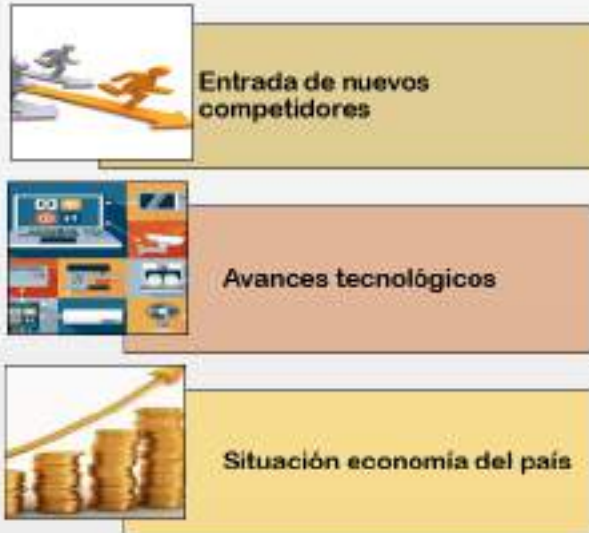 Entrada de nuevos
competidores
Avances tecnológicos
Situación economía del país